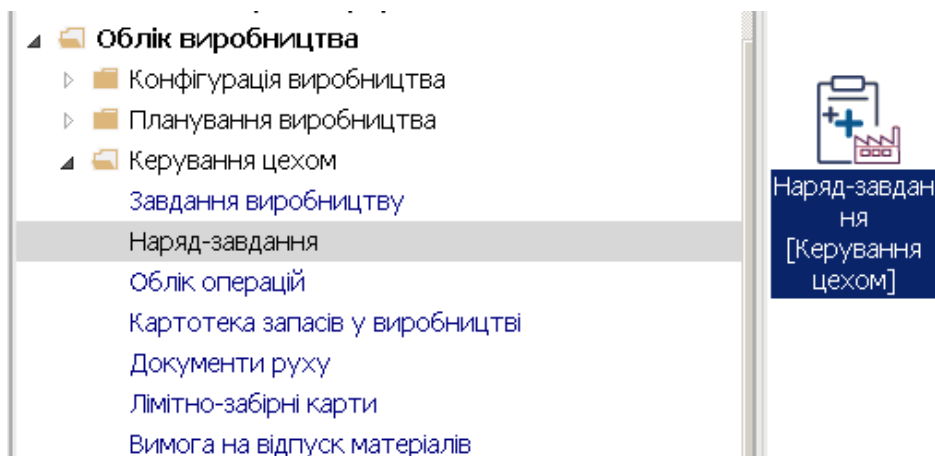 Облік виробництва
Конфігурація виробництва
Планування виробництва
Керування цехом
Завдання виробництву
Наряд-завдання
Облік операцій
Картотека запасів у виробництві
Документи руху
Лімітно-забірні карти
Вимога на відпуск матеріалів
Наряд-завдан
ня
[Керування
цехом]